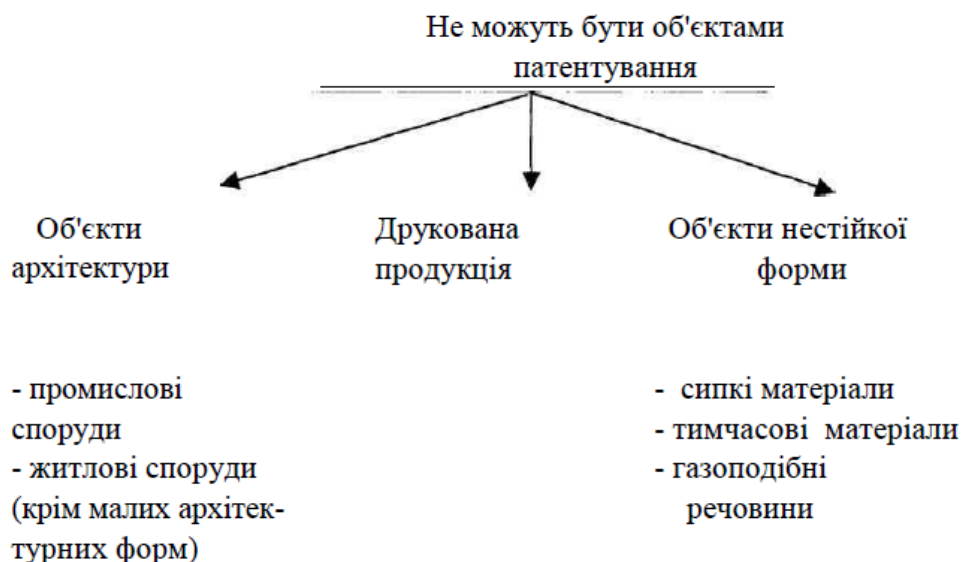 Не можуть бути об'єктами
патентування
Об'єкти
архітектури
Друкована
продукція
Об'єкти нестійкої
форми
- промислові
споруди
- житлові споруди
(крім малих архітек-
турних форм)
- сипкі матеріали
- тимчасові матеріали
- газоподібні
речовини